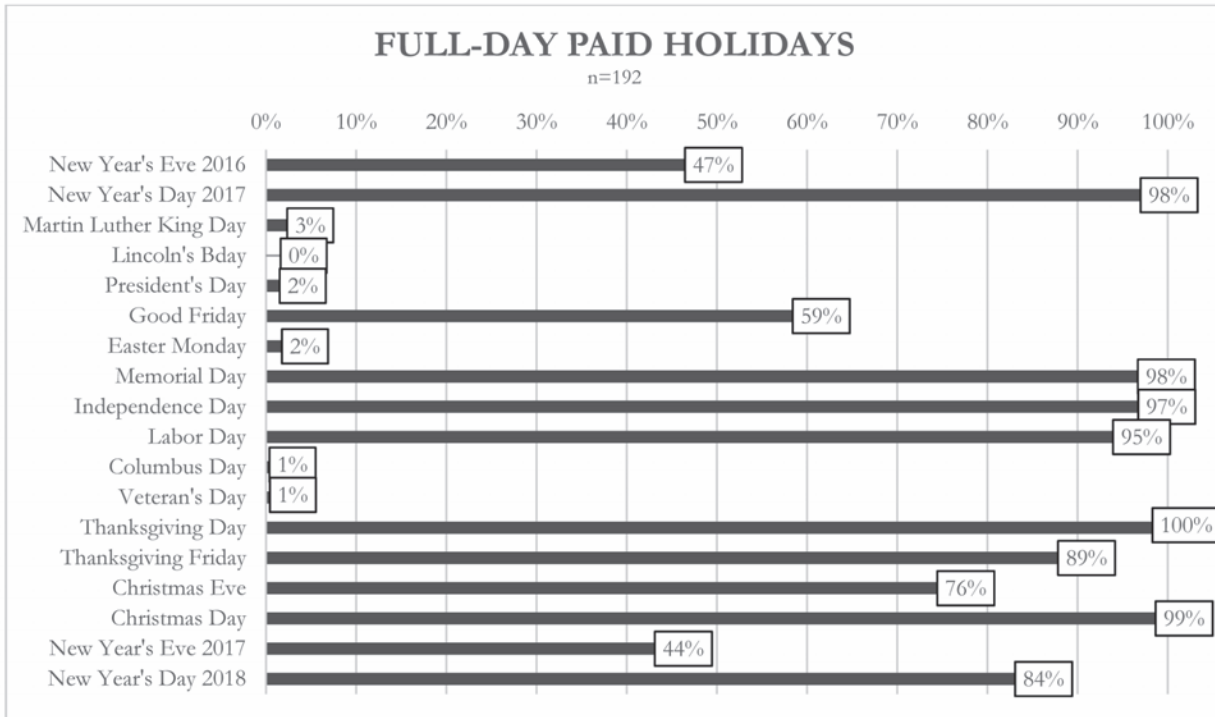 FULL-DAY PAID HOLIDAYS
n=192
0% 10% 20% 30% 40% 50% 60% 70% 80% 90% 100%
New Year's Eve 2016 47%
New Year's Day 2017 98%
Martin Luther King Day 3%
Lincoln's Bday 0%
President's Day 2%
Good Friday 59%
Easter Monday 2%
Memorial Day 98%
Independence Day 97%
Labor Day 95%
Columbus Day 1%
Veteran's Day 1%
Thanksgiving Day 100%
Thanksgiving Friday 89%
Christmas Eve 76%
Christmas Day 99%
New Year's Eve 2017 44%
New Year's Day 2018 84%